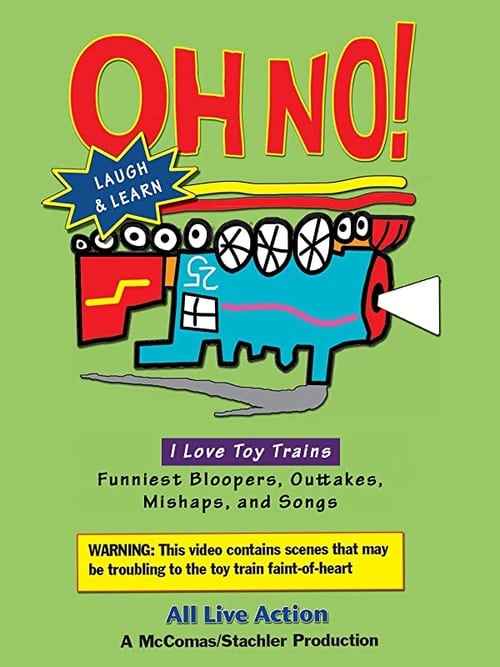 OH NO!
LAUGH
& LEARN
25
I Love Toy Trains
Funniest Bloopers, Outtakes,
Mishaps, and Songs
WARNING: This video contains scenes that may
be troubling to the toy train faint-of-heart
All Live Action
A McComas/Stachler Production